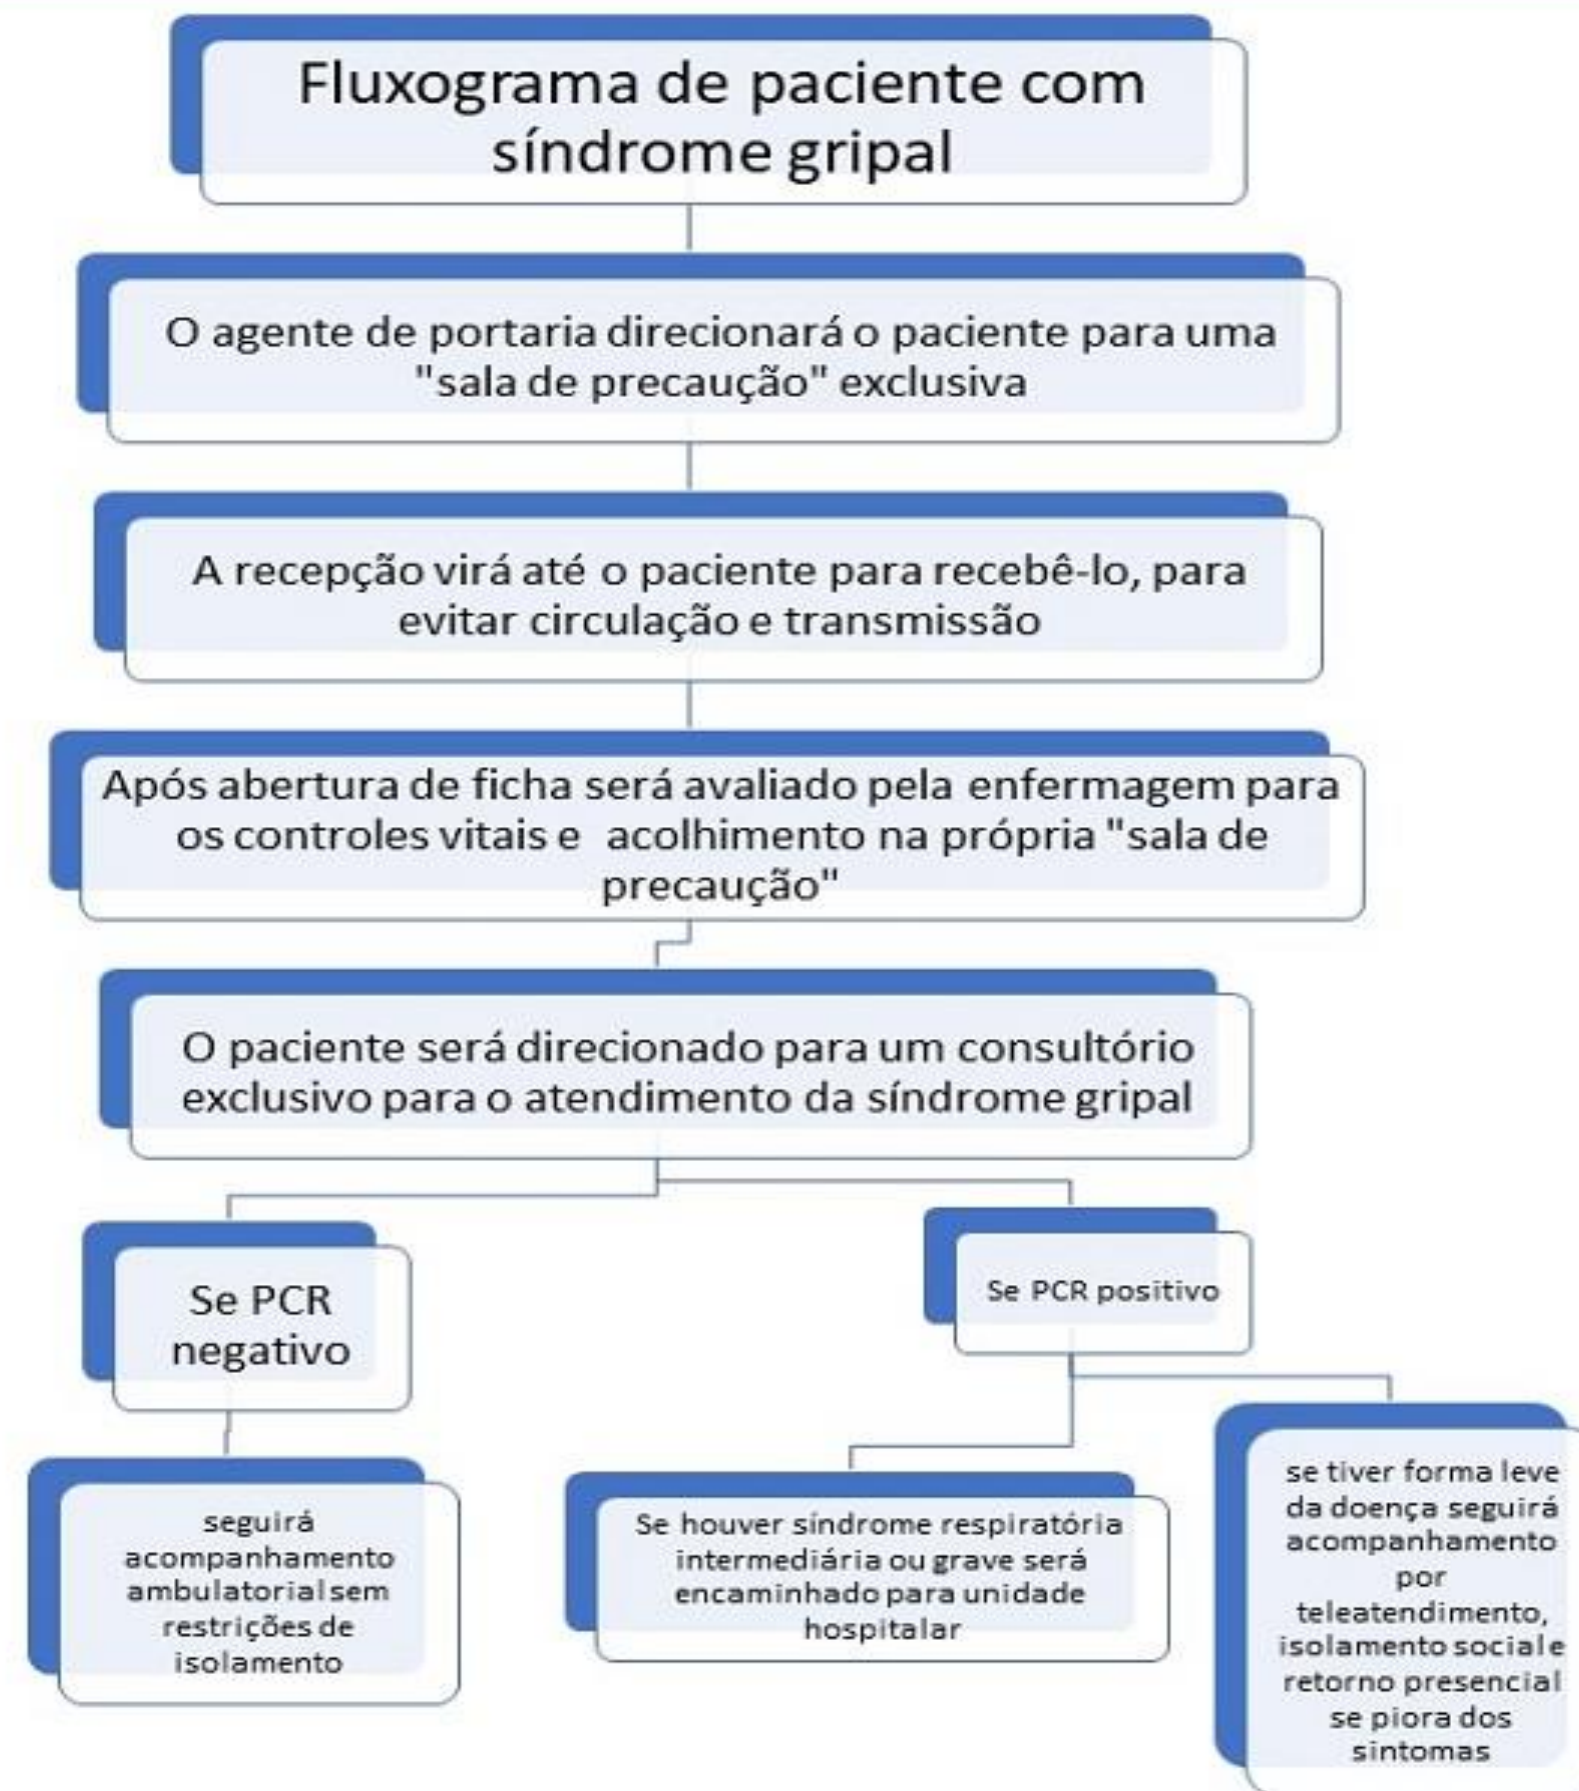 Fluxograma de paciente com
síndrome gripal
O agente de portaria direcionará o paciente para uma
"sala de precaução" exclusiva
A recepção virá até o paciente para recebê-lo, para
evitar circulação e transmissão
Após abertura de ficha será avaliado pela enfermagem para
os controles vitais e acolhimento na própria "sala de
precaução"
O paciente será direcionado para um consultório
exclusivo para o atendimento da síndrome gripal
Se PCR
negativo
seguirá
acompanhamento
ambulatorial sem
restrições de
isolamento
Se PCR positivo
Se houver síndrome respiratória
intermediária ou grave será
encaminhado para unidade
hospitalar
se tiver forma leve
da doença seguirá
acompanhamento
por
teleatendimento,
isolamento social e
retorno presencial
se piora dos
sintomas